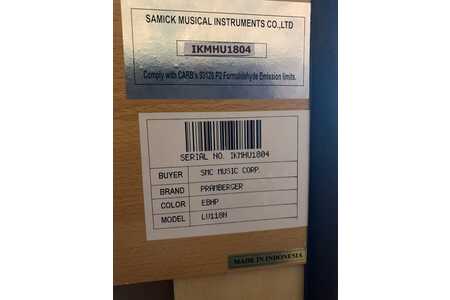 SAMICK MUSICAL INSTRUMENTS CO.,LTD
IKMHU1804
Comply with CARB's 93120 P2 Formaldehyde Emission limits.
SERIAL NO. IKMHU1804
BUYER SMC MUSIC CORP.
BRAND PRAMBERGER
COLOR EBHP
MODEL LV118H
MADE IN INDONESIA